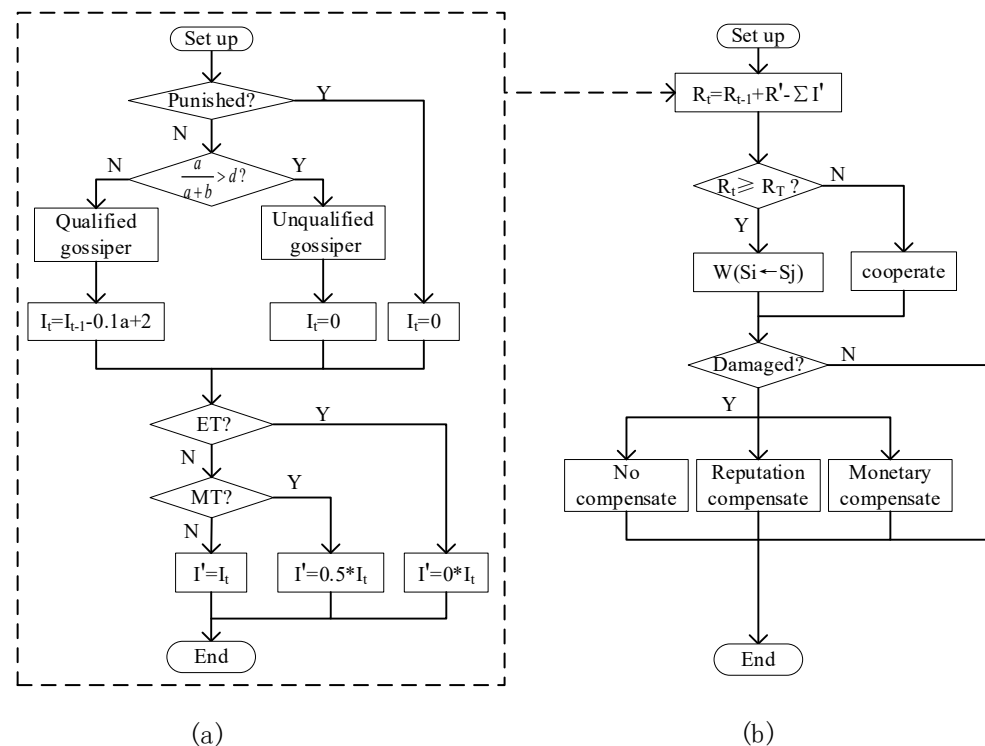 Set up
Punished?
Y
N
N
a/(a+b)>d?
Y
Qualified
gossiper
Unqualified
gossiper
Iₜ=Iₜ₋₁-0.1a+2
Iₜ=0
Iₜ=0
ET?
Y
N
MT?
Y
N
I'=Iₜ
I'=0.5*Iₜ
I'=0*Iₜ
End
(a)
Set up
Rₜ=Rₜ₋₁+R'-∑I'
Rₜ⩾R_T?
N
Y
W(Si←Sj)
cooperate
Damaged?
N
Y
No
compensate
Reputation
compensate
Monetary
compensate
End
(b)